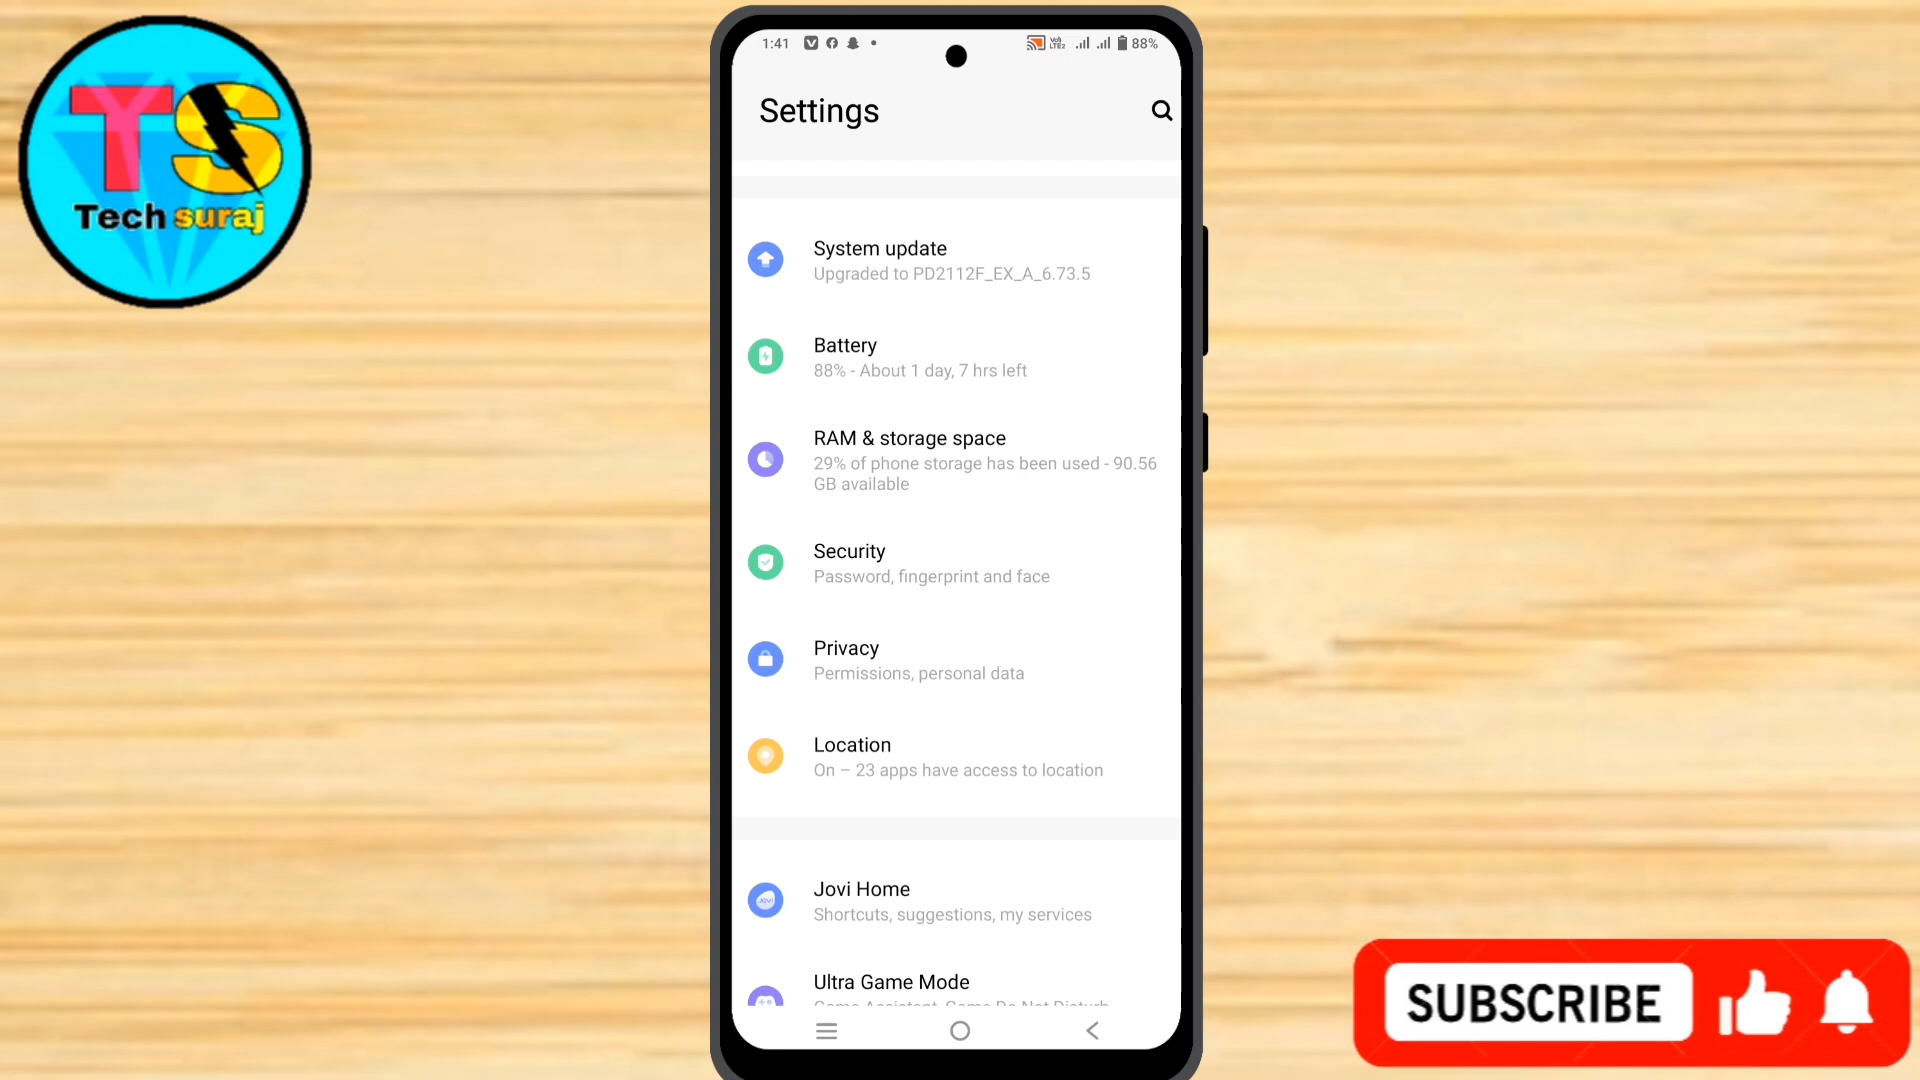 TS
Tech suraj
1:41
88%
Settings
System update
Upgraded to PD2112F_EX_A_6.73.5
Battery
88% - About 1 day, 7 hrs left
RAM & storage space
29% of phone storage has been used - 90.56
GB available
Security
Password, fingerprint and face
Privacy
Permissions, personal data
Location
On – 23 apps have access to location
Jovi Home
Shortcuts, suggestions, my services
Ultra Game Mode
Game Assistant, Game Do Not Disturb
SUBSCRIBE